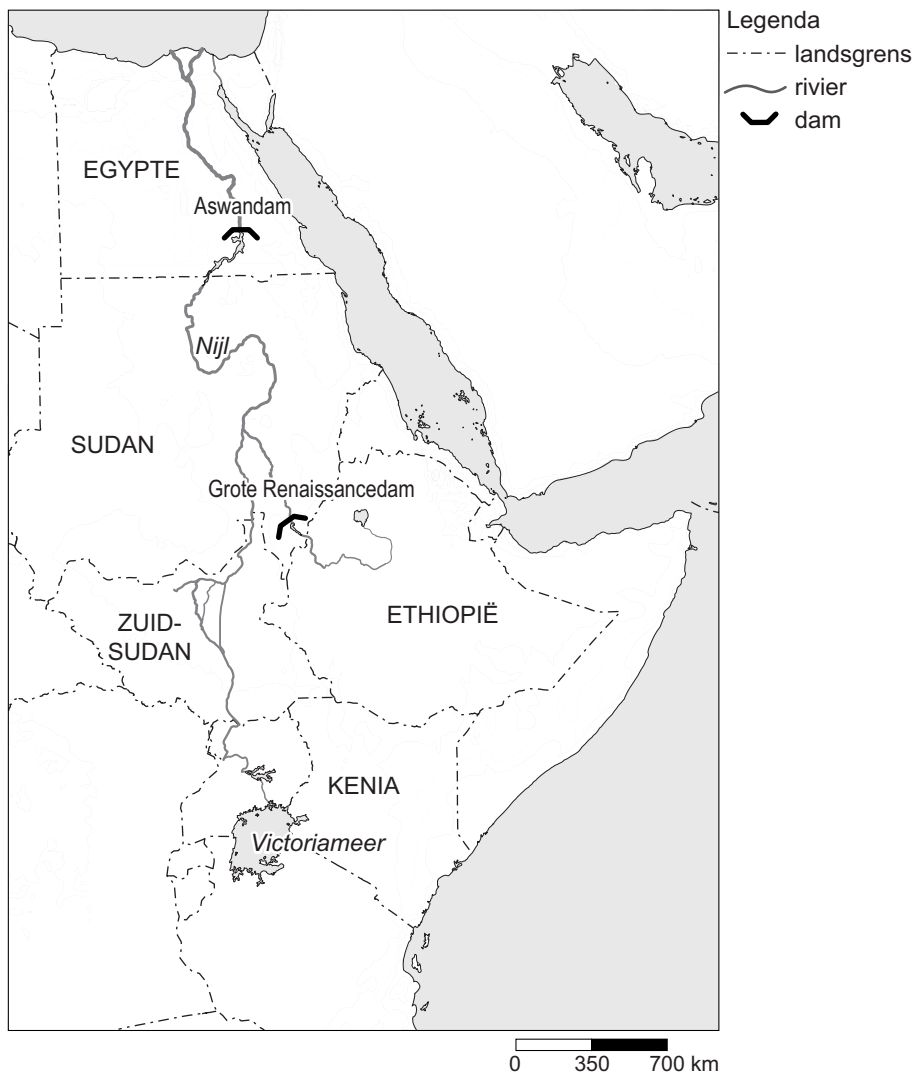 Legenda
landsgrens
rivier
dam
EGYPTE
Aswandam
Nijl
SUDAN
Grote Renaissancedam
ETHIOPIË
ZUID-
SUDAN
KENIA
Victoriameer
0 350 700 km